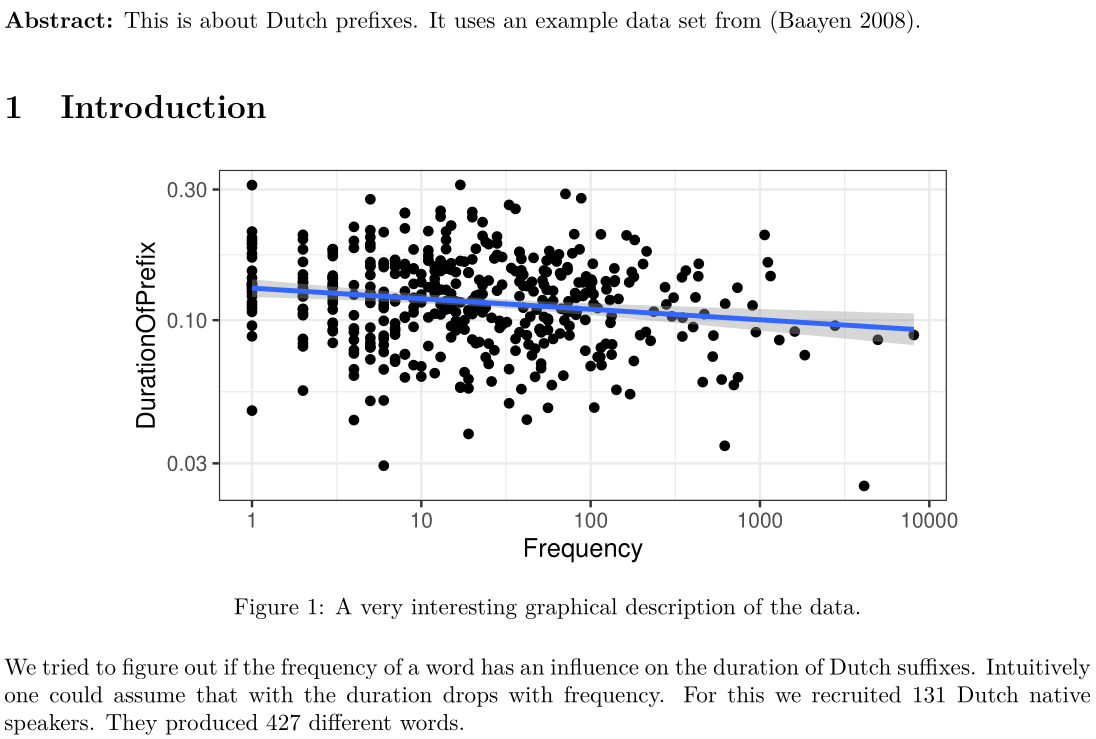 Abstract: This is about Dutch prefixes. It uses an example data set from (Baayen 2008).
1 Introduction
0.30
0.10
0.03
DurationOfPrefix
1 10 100 1000 10000
Frequency
Figure 1: A very interesting graphical description of the data.
We tried to figure out if the frequency of a word has an influence on the duration of Dutch suffixes. Intuitively
one could assume that with the duration drops with frequency. For this we recruited 131 Dutch native
speakers. They produced 427 different words.